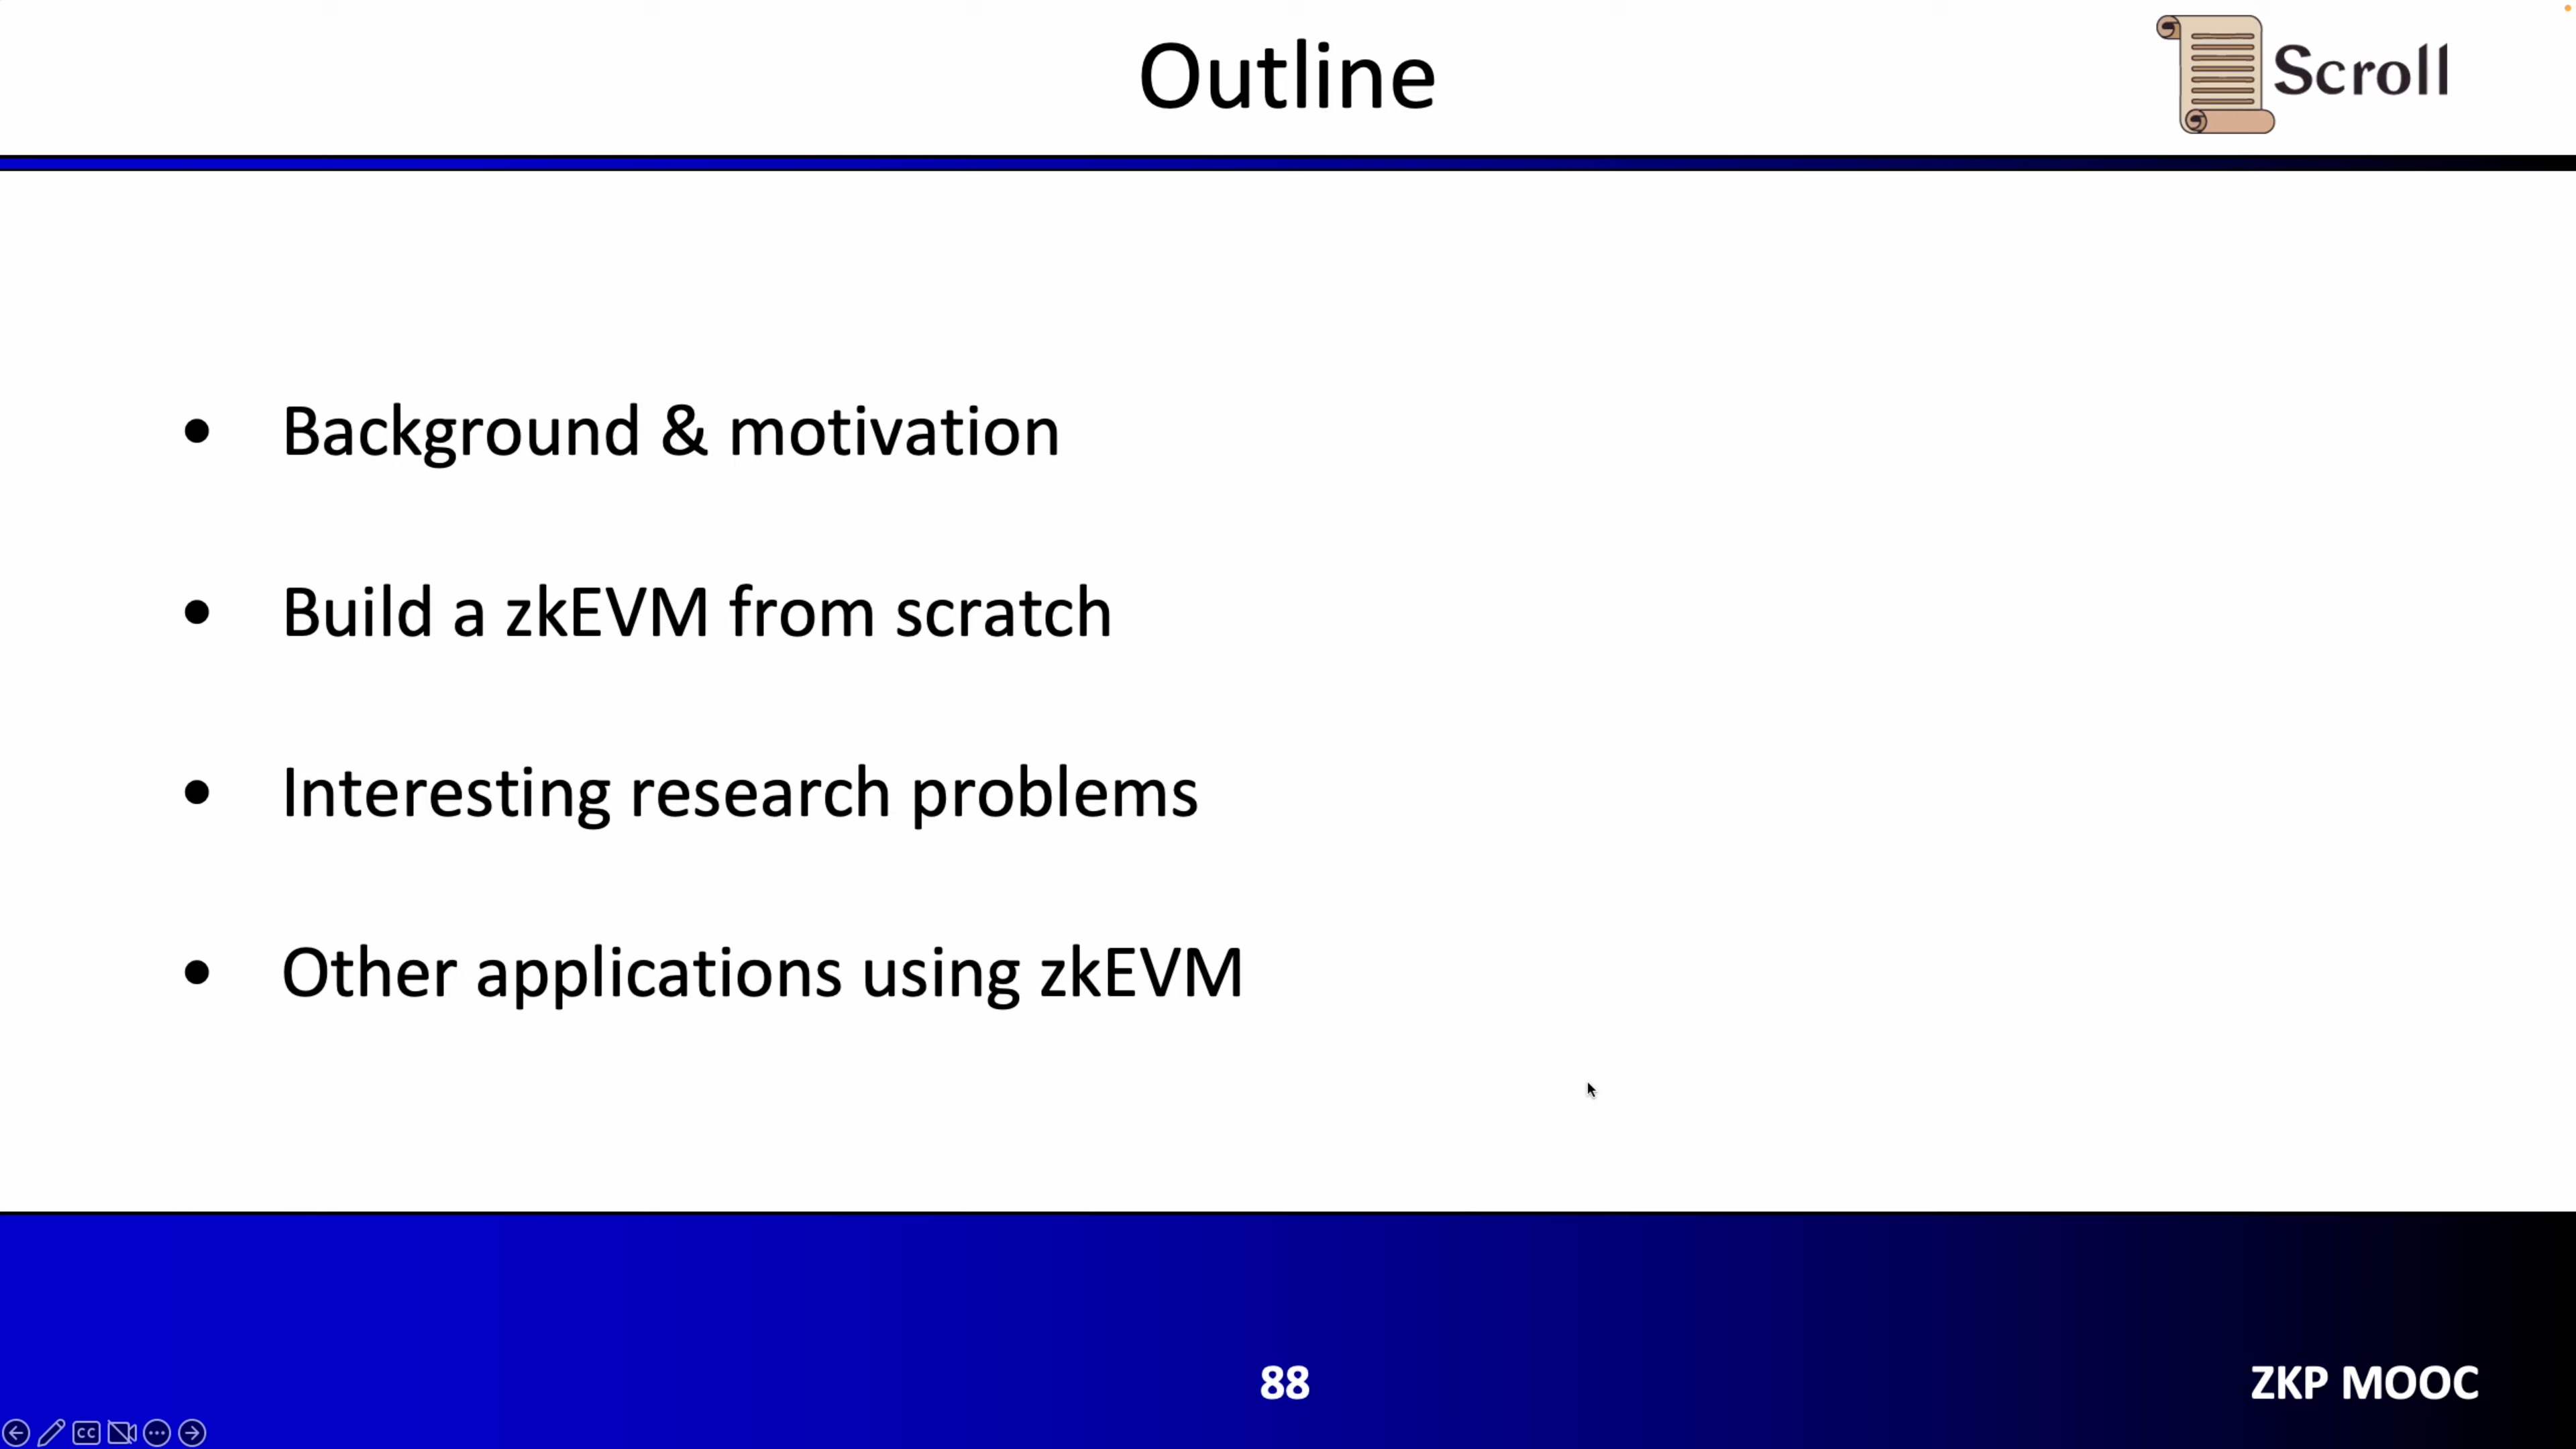 Outline
Scroll
• Background & motivation
• Build a zkEVM from scratch
• Interesting research problems
• Other applications using zkEVM
88
ZKP MOOC
CC